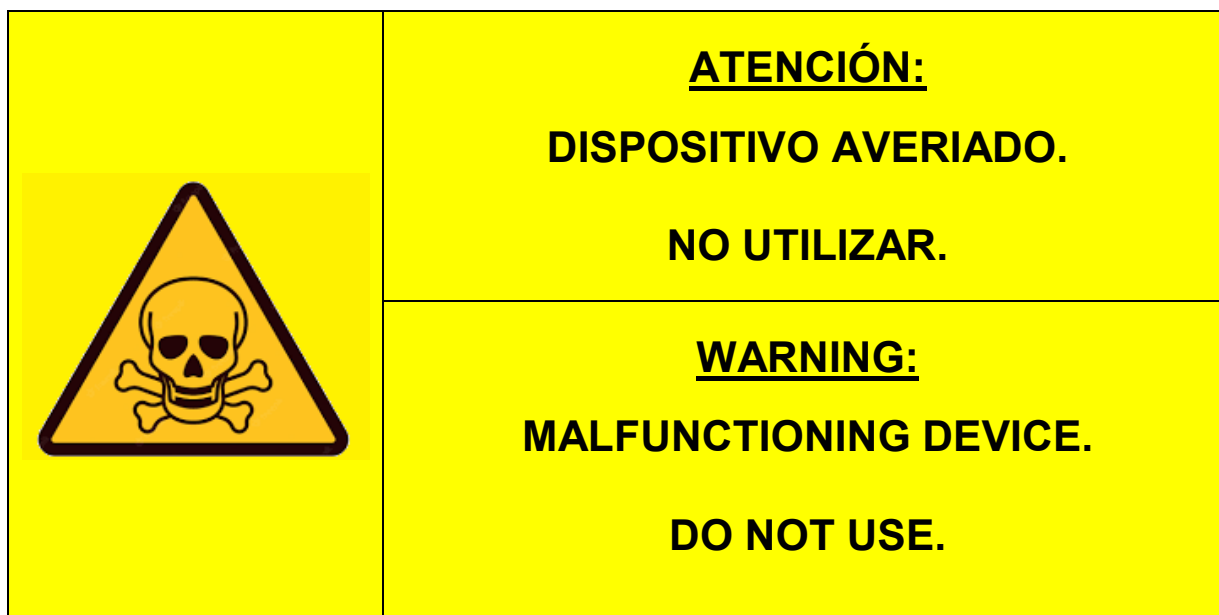 ATENCIÓN:
DISPOSITIVO AVERIADO.
NO UTILIZAR.
WARNING:
MALFUNCTIONING DEVICE.
DO NOT USE.